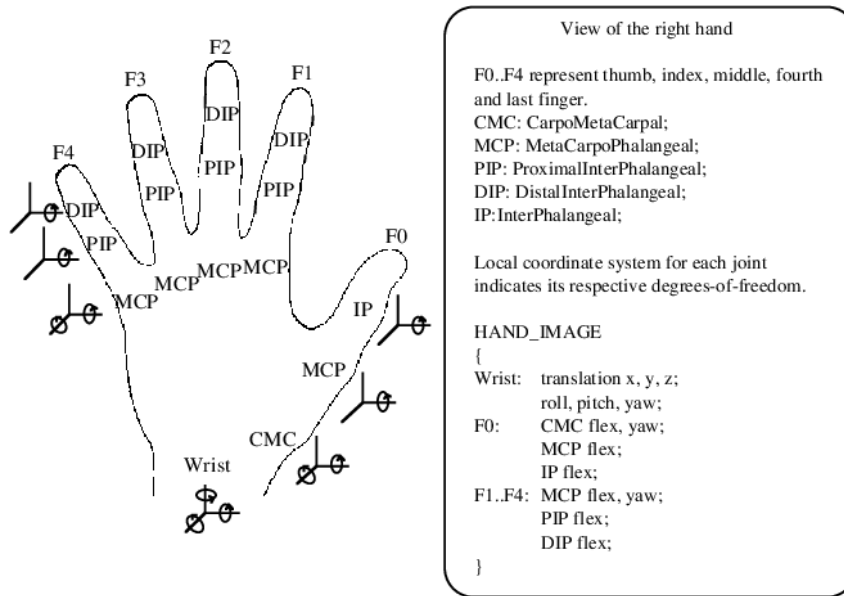 F2
F3
F1
F4
DIP
DIP
DIP
PIP
PIP
PIP
DIP
PIP
F0
MCP
MCP
MCP
MCP
IP
MCP
CMC
Wrist
View of the right hand
F0..F4 represent thumb, index, middle, fourth
and last finger.
CMC: CarpoMetaCarpal;
MCP: MetaCarpoPhalangeal;
PIP: ProximalInterPhalangeal;
DIP: DistalInterPhalangeal;
IP:InterPhalangeal;
Local coordinate system for each joint
indicates its respective degrees-of-freedom.
HAND_IMAGE
{
Wrist: translation x, y, z;
roll, pitch, yaw;
F0: CMC flex, yaw;
MCP flex;
IP flex;
F1..F4: MCP flex, yaw;
PIP flex;
DIP flex;
}